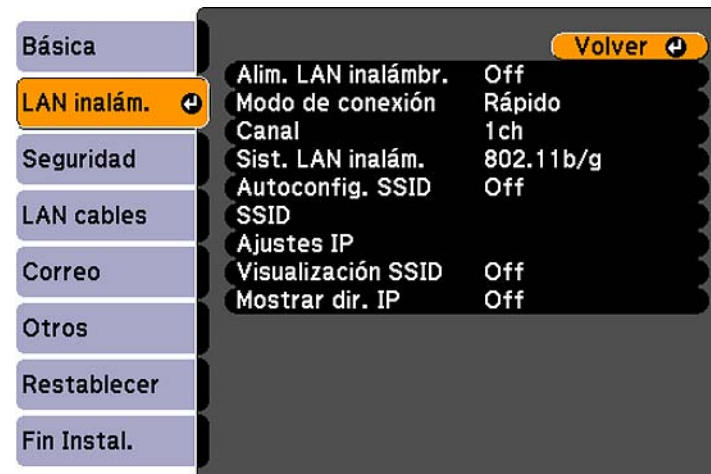 Básica
LAN inalám.
Seguridad
LAN cables
Correo
Otros
Restablecer
Fin Instal.
Volver
Alim. LAN inalámbr. Off
Modo de conexión Rápido
Canal 1ch
Sist. LAN inalám. 802.11b/g
Autoconfig. SSID Off
SSID
Ajustes IP
Visualización SSID Off
Mostrar dir. IP Off